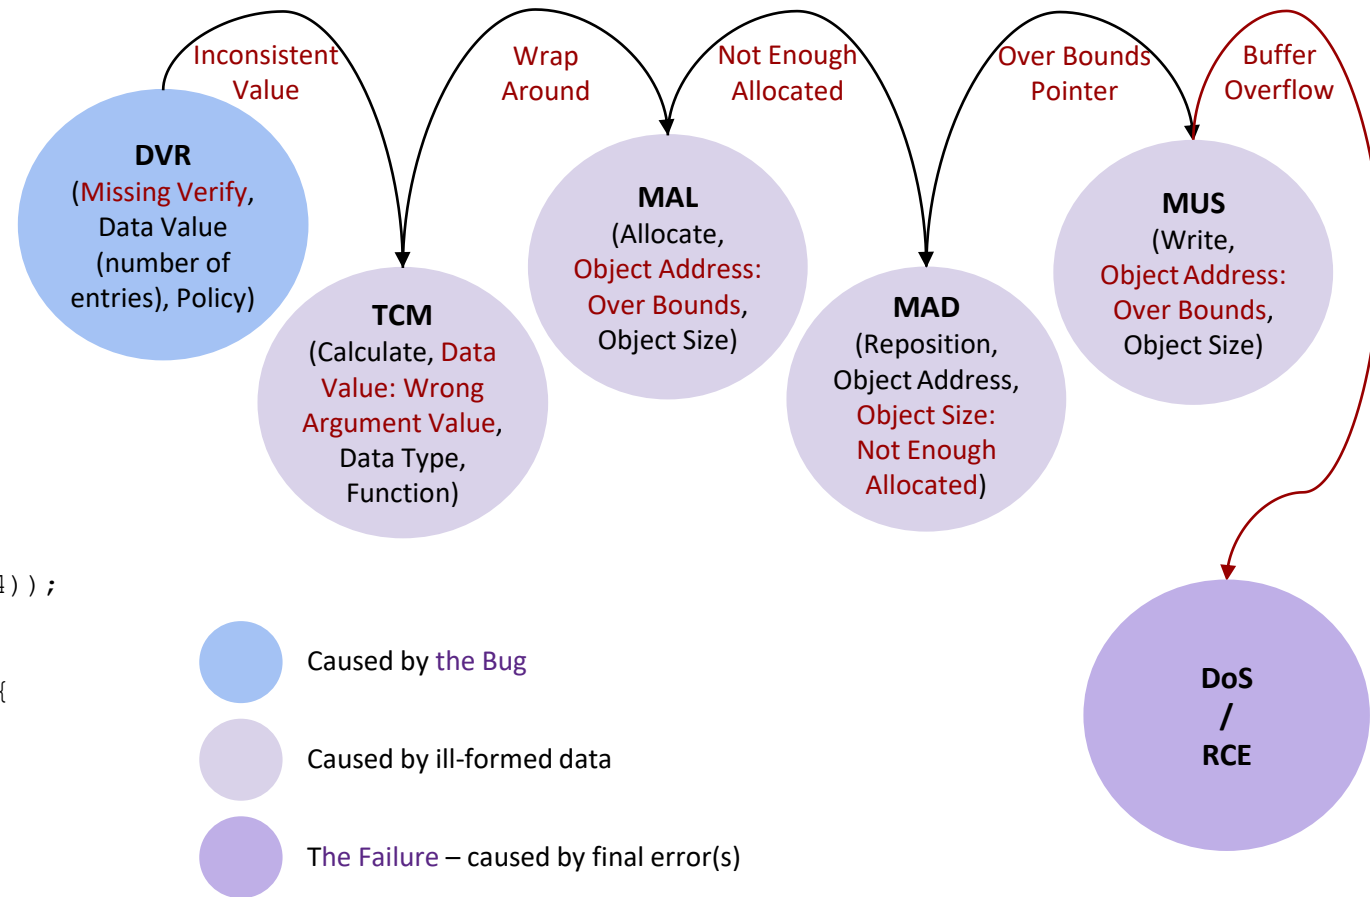 Inconsistent
Value
Wrap
Around
Not Enough
Allocated
Over Bounds
Pointer
Buffer
Overflow
DVR
(Missing Verify,
Data Value
(number of
entries), Policy)
TCM
(Calculate, Data
Value: Wrong
Argument Value,
Data Type,
Function)
MAL
(Allocate,
Object Address:
Over Bounds,
Object Size)
MAD
(Reposition,
Object Address,
Object Size:
Not Enough
Allocated)
MUS
(Write,
Object Address:
Over Bounds,
Object Size)
DoS
/
RCE
4));
{
Caused by the Bug
Caused by ill-formed data
The Failure – caused by final error(s)